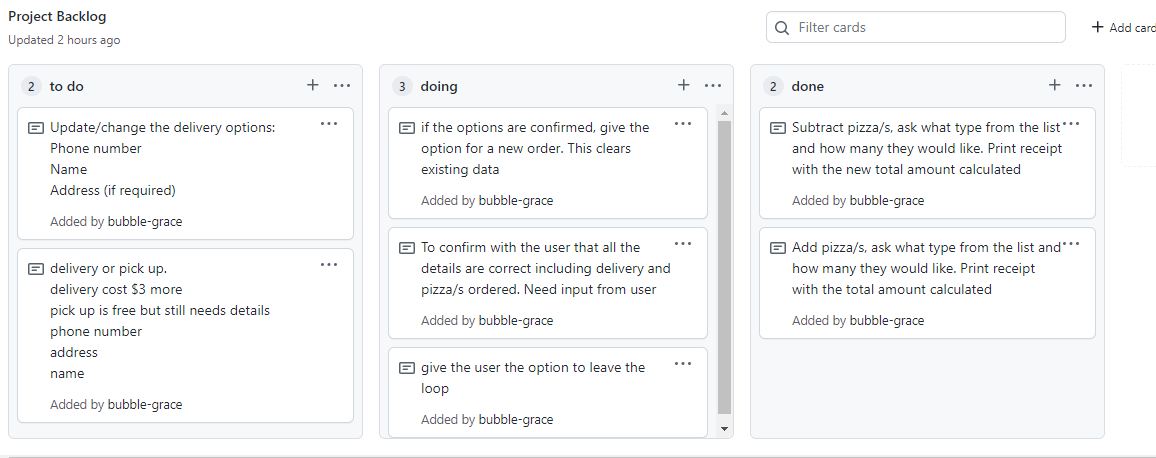 Project Backlog
Updated 2 hours ago
Filter cards
Add card
2 to do
Update/change the delivery options:
Phone number
Name
Address (if required)
Added by bubble-grace
delivery or pick up.
delivery cost $3 more
pick up is free but still needs details
phone number
address
name
Added by bubble-grace
3 doing
if the options are confirmed, give the
option for a new order. This clears
existing data
Added by bubble-grace
To confirm with the user that all the
details are correct including delivery and
pizza/s ordered. Need input from user
Added by bubble-grace
give the user the option to leave the
loop
Added by bubble-grace
2 done
Subtract pizza/s, ask what type from the list
and how many they would like. Print receipt
with the new total amount calculated
Added by bubble-grace
Add pizza/s, ask what type from the list and
how many they would like. Print receipt
with the total amount calculated
Added by bubble-grace